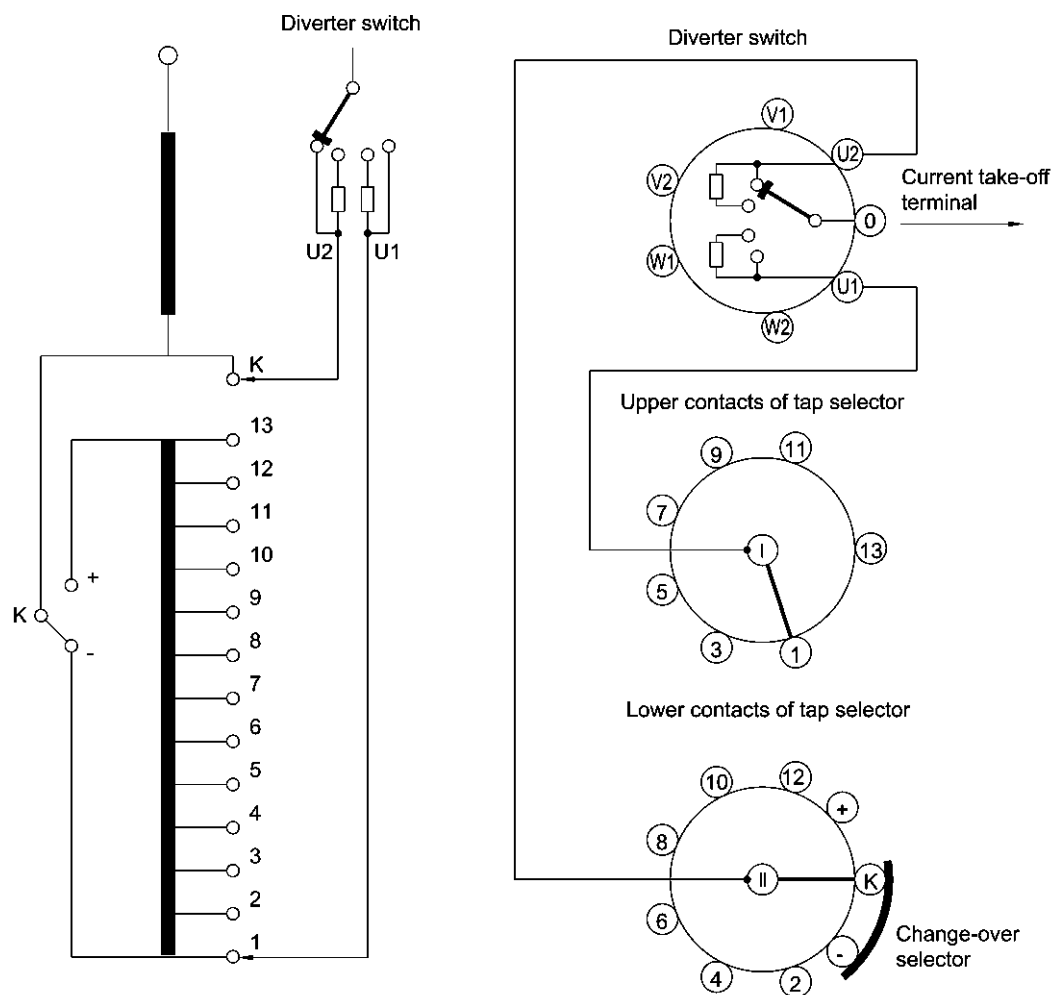 Diverter switch
U2
U1
K
13
12
11
10
9
8
7
6
5
4
3
2
1
+
K
-
Diverter switch
V1
U2
V2
0
W1
U1
W2
Current take-off
terminal
Upper contacts of tap selector
9
11
7
I
13
5
3
1
Lower contacts of tap selector
10
12
+
8
II
K
6
-
4
2
Change-over
selector